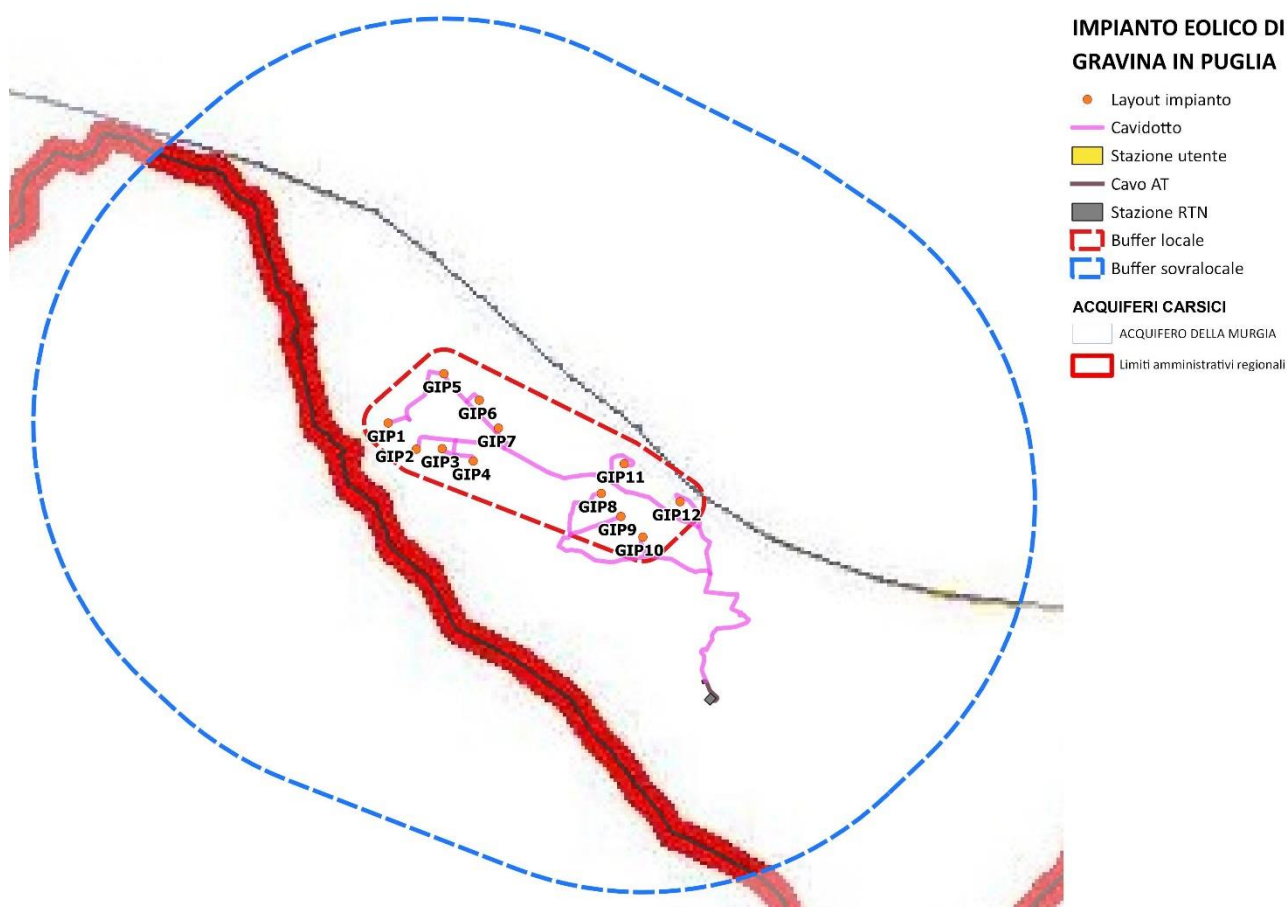 IMPIANTO EOLICO DI
GRAVINA IN PUGLIA
Layout impianto
Cavidotto
Stazione utente
Cavo AT
Stazione RTN
Buffer locale
Buffer sovralocale
ACQUIFERI CARSICI
ACQUIFERO DELLA MURGIA
Limiti amministrativi regionali
GIP5
GIP6
GIP1
GIP7
GIP2
GIP3
GIP4
GIP11
GIP8
GIP12
GIP9
GIP10